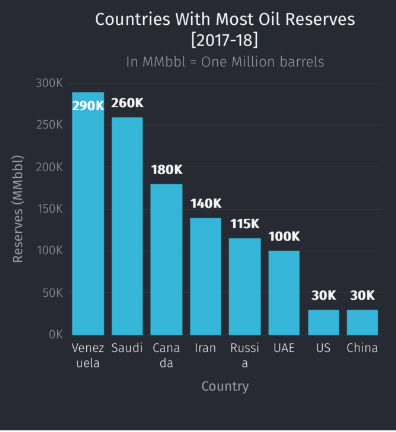 Countries With Most Oil Reserves
[2017-18]
In MMbbl = One Million barrels
Reserves (MMbbl)
300K
250K
200K
150K
100K
50K
0K
290K
260K
180K
140K
115K
100K
30K
30K
Venez
uela
Saudi
Cana
da
Iran
Russi
a
UAE
US
China
Country